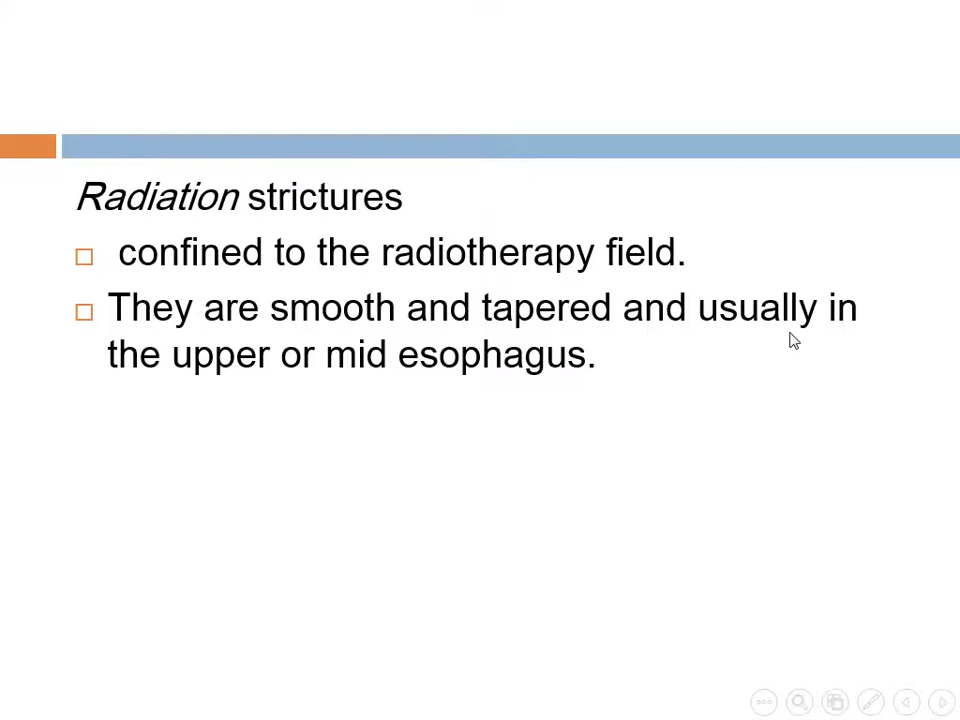 Radiation strictures
confined to the radiotherapy field.
They are smooth and tapered and usually in
the upper or mid esophagus.